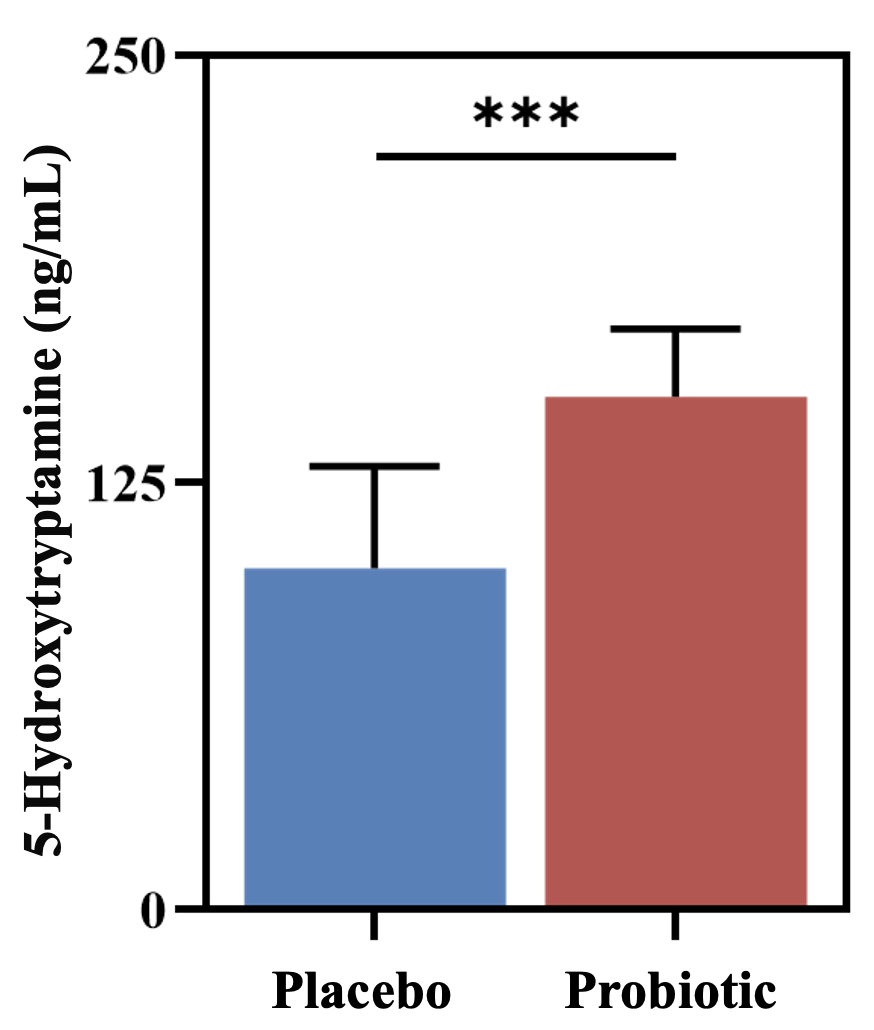 250
***
5-Hydroxytryptamine (ng/mL)
125
0
Placebo
Probiotic